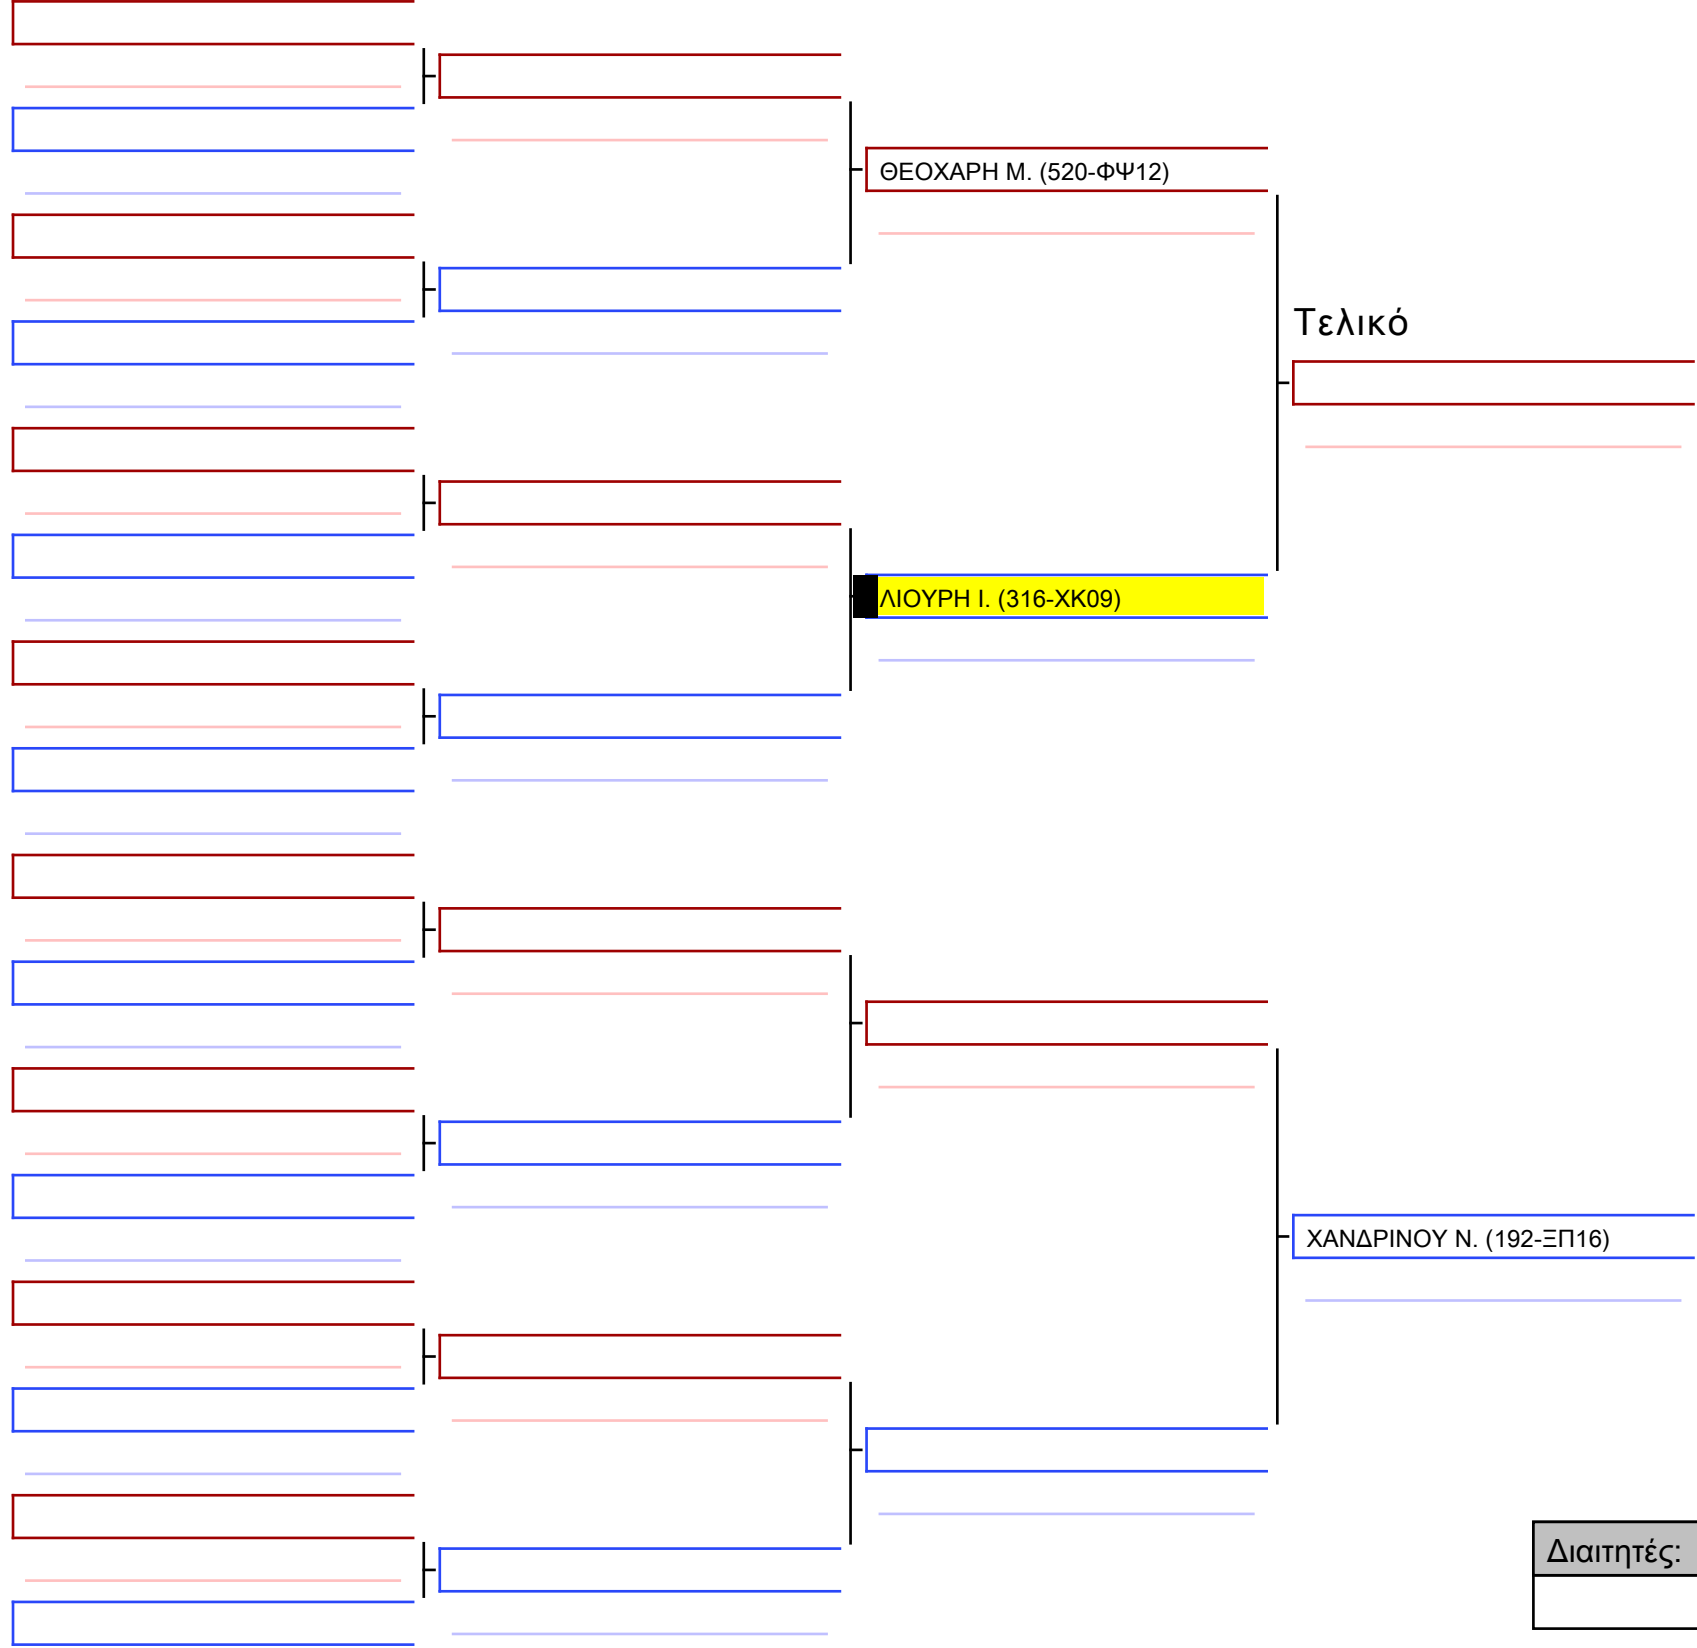 ΘΕΟΧΑΡΗ Μ. (520-ΦΨ12)
Τελικό
ΛΙΟΥΡΗ Ι. (316-ΧΚ09)
ΧΑΝΔΡΙΝΟΥ Ν. (192-ΞΠ16)
Διαιτητές: